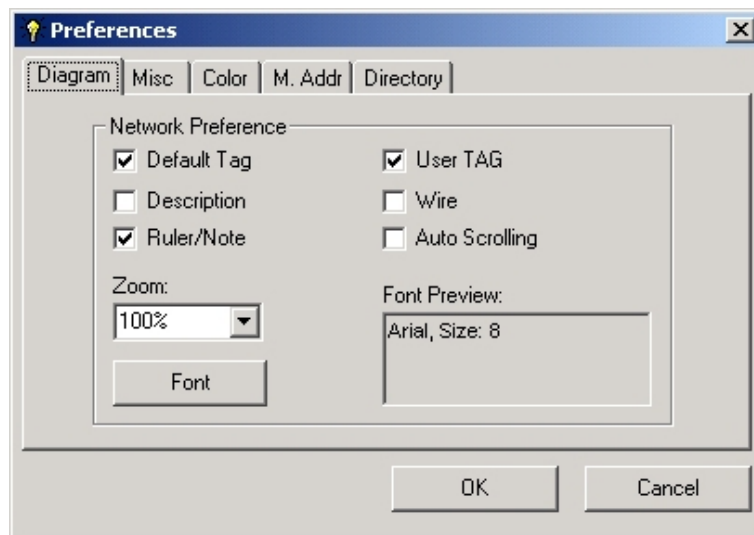 Preferences
Diagram Misc Color M. Addr Directory
Network Preference
Default Tag User TAG
Description Wire
Ruler/Note Auto Scrolling
Zoom: Font Preview:
100% Arial, Size: 8
Font
OK Cancel